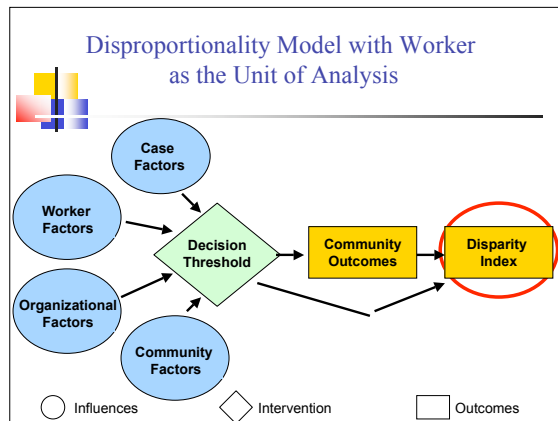 Disproportionality Model with Worker
as the Unit of Analysis
Case
Factors
Worker
Factors
Decision
Threshold
Community
Outcomes
Disparity
Index
Organizational
Factors
Community
Factors
Influences
Intervention
Outcomes